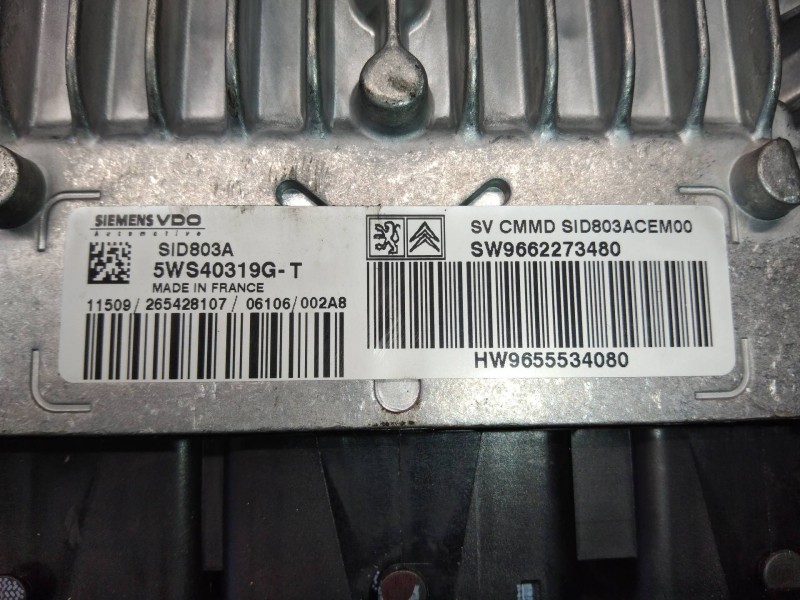 SIEMENS VDO
Automotive
SID803A
5WS40319G-T
MADE IN FRANCE
11509/265428107/06106/002A8
SV CMMD SID803ACEM00
SW9662273480
HW9655534080